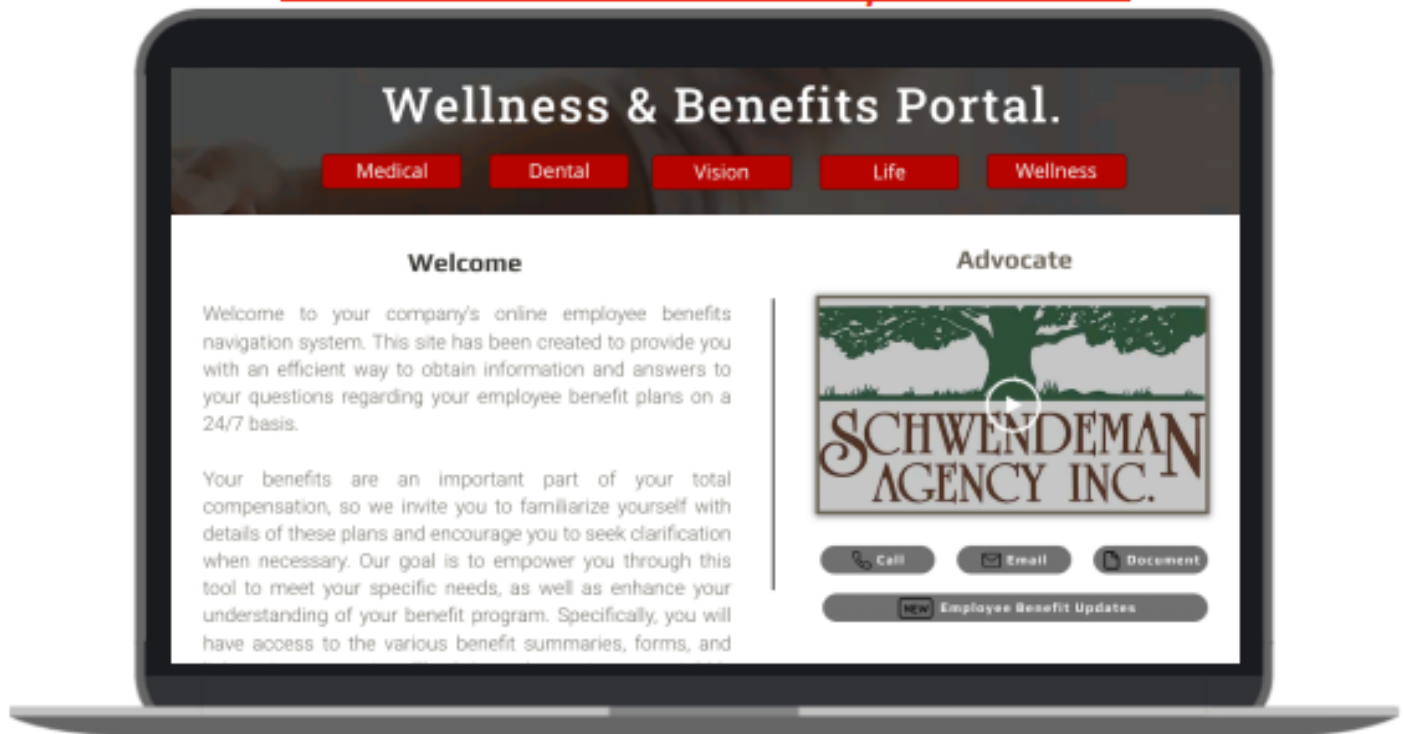 Wellness & Benefits Portal.
Medical
Dental
Vision
Life
Wellness
Welcome
Welcome to your company's online employee benefits
navigation system. This site has been created to provide you
with an efficient way to obtain information and answers to
your questions regarding your employee benefit plans on a
24/7 basis.
Your benefits are an important part of your total
compensation, so we invite you to familiarize yourself with
details of these plans and encourage you to seek clarification
when necessary. Our goal is to empower you through this
tool to meet your specific needs, as well as enhance your
understanding of your benefit program. Specifically, you will
have access to the various benefit summaries, forms, and
Advocate
SCHWENDEMAN
AGENCY INC.
Call
Email
Document
NEW Employee Benefit Updates